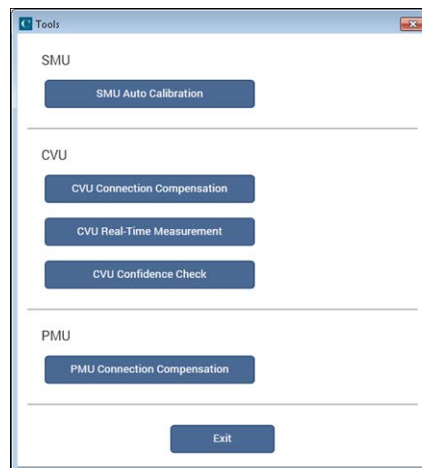 Tools
SMU
SMU Auto Calibration
CVU
CVU Connection Compensation
CVU Real-Time Measurement
CVU Confidence Check
PMU
PMU Connection Compensation
Exit